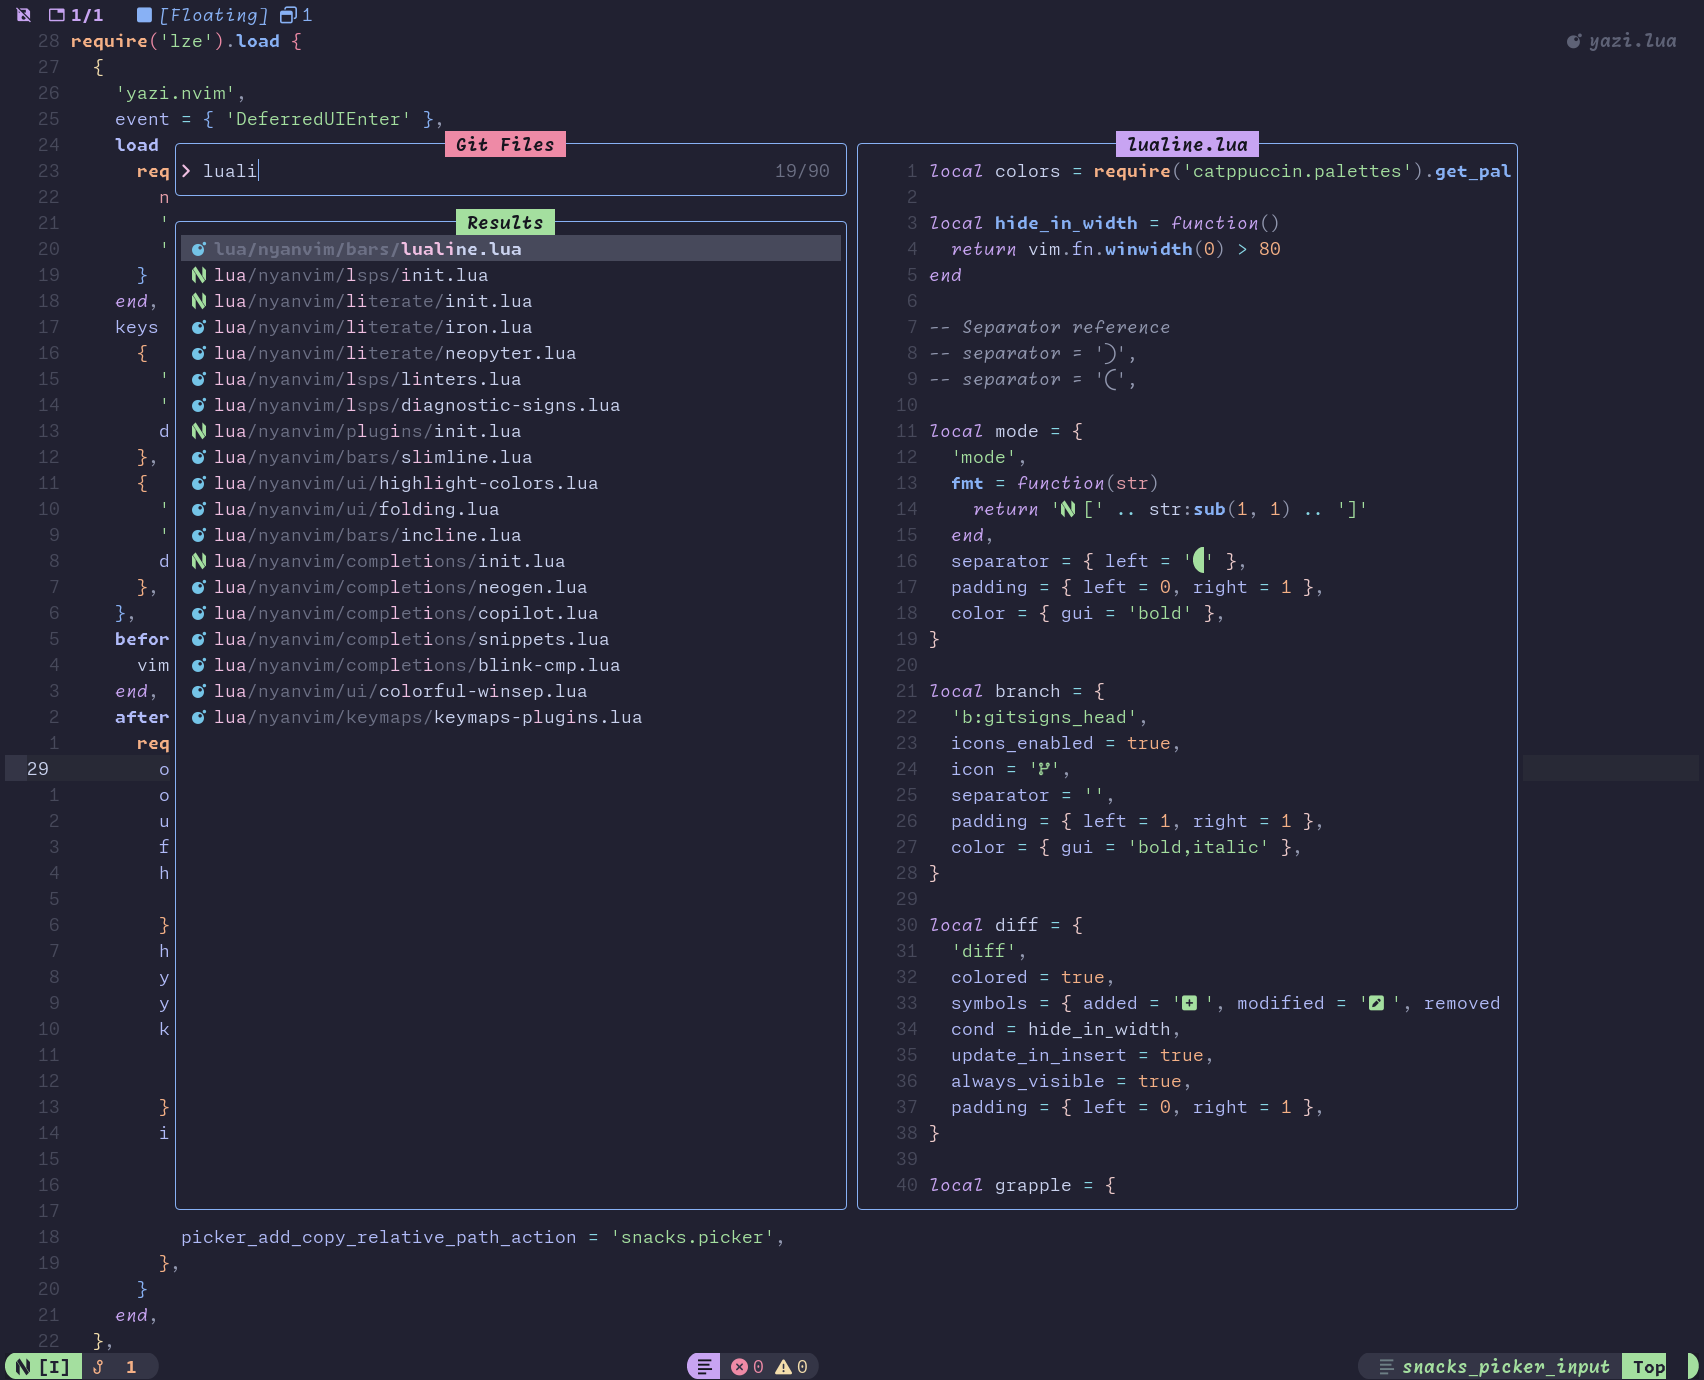 1/1 [Floating] 1
28 require('lze').load { yazi.lua
27 {
26 'yazi.nvim',
25 event = { 'DeferredUIEnter' },
24 load
23 req
22 n
21 '
20 '
19 }
18 end,
17 keys
16 {
15 '
14 '
13 d
12 },
11 {
10 '
9 '
8 d
7 },
6 },
5 befor
4 vim
3 end,
2 after
1 req
29 o
1 o
2 u
3 f
4 h
5
6 }
7 h
8 y
9 y
10 k
11
12
13 }
14 i
15
16
17
18 picker_add_copy_relative_path_action = 'snacks.picker',
19 },
20 }
21 end,
22 },
Git Files
> luali 19/90
Results
lua/nyanvim/bars/lualine.lua
lua/nyanvim/lsps/init.lua
lua/nyanvim/literate/init.lua
lua/nyanvim/literate/iron.lua
lua/nyanvim/literate/neopyter.lua
lua/nyanvim/lsps/linters.lua
lua/nyanvim/lsps/diagnostic-signs.lua
lua/nyanvim/plugins/init.lua
lua/nyanvim/bars/slimline.lua
lua/nyanvim/ui/highlight-colors.lua
lua/nyanvim/ui/folding.lua
lua/nyanvim/bars/incline.lua
lua/nyanvim/completions/init.lua
lua/nyanvim/completions/neogen.lua
lua/nyanvim/completions/copilot.lua
lua/nyanvim/completions/snippets.lua
lua/nyanvim/completions/blink-cmp.lua
lua/nyanvim/ui/colorful-winsep.lua
lua/nyanvim/keymaps/keymaps-plugins.lua
lualine.lua
1 local colors = require('catppuccin.palettes').get_pal
2
3 local hide_in_width = function()
4 return vim.fn.winwidth(0) > 80
5 end
6
7 -- Separator reference
8 -- separator = '',
9 -- separator = '',
10
11 local mode = {
12 'mode',
13 fmt = function(str)
14 return ' [' .. str:sub(1, 1) .. ']'
15 end,
16 separator = { left = '' },
17 padding = { left = 0, right = 1 },
18 color = { gui = 'bold' },
19 }
20
21 local branch = {
22 'b:gitsigns_head',
23 icons_enabled = true,
24 icon = '',
25 separator = '',
26 padding = { left = 1, right = 1 },
27 color = { gui = 'bold,italic' },
28 }
29
30 local diff = {
31 'diff',
32 colored = true,
33 symbols = { added = ' ', modified = ' ', removed
34 cond = hide_in_width,
35 update_in_insert = true,
36 always_visible = true,
37 padding = { left = 0, right = 1 },
38 }
39
40 local grapple = {
[I] 1 0 0 snacks_picker_input Top